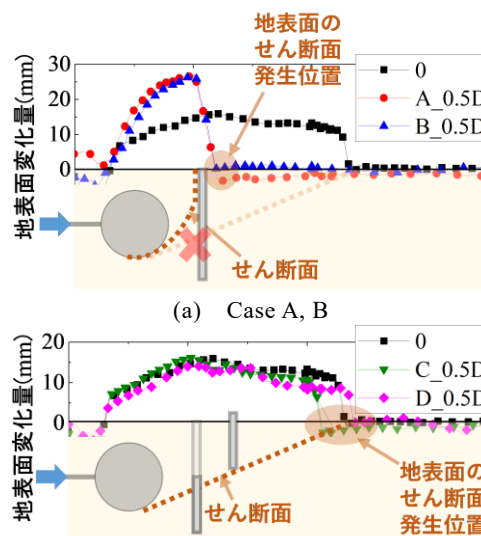 地表面の
せん断面
発生位置
0
A_0.5D
B_0.5D
地表面変化量(mm)
30
20
10
0
せん断面
(a) Case A, B
0
C_0.5D
D_0.5D
地表面変化量(mm)
20
10
0
せん断面
地表面の
せん断面
発生位置